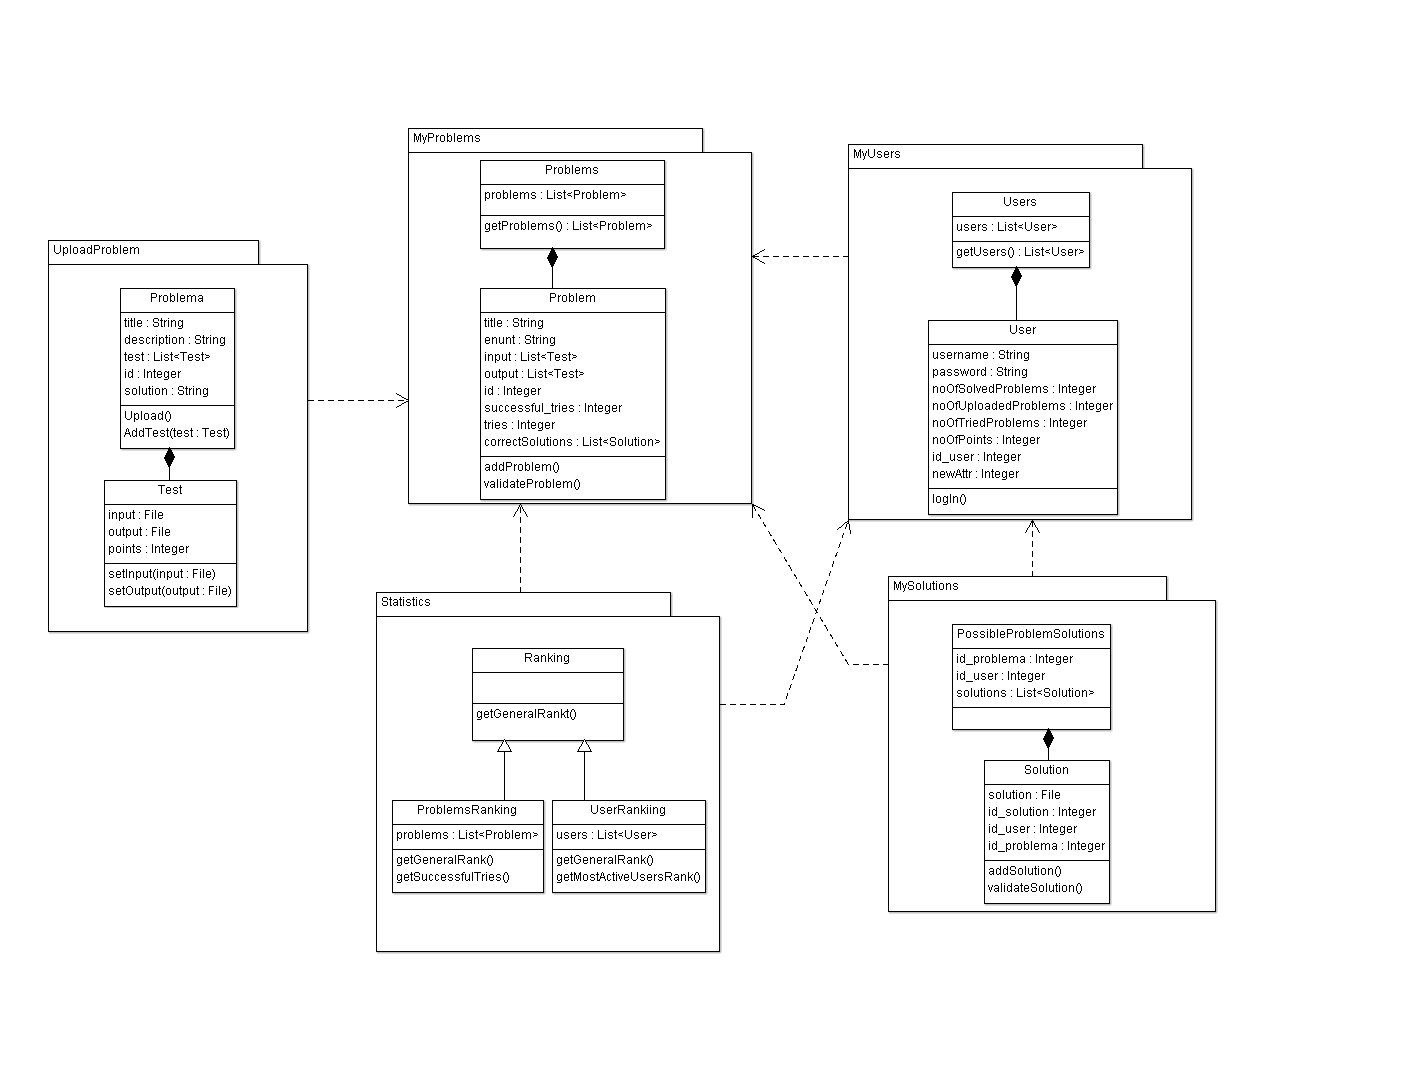 MyProblems
Problems
problems : List<Problem>
getProblems() : List<Problem>
Problem
title : String
enunt : String
input : List<Test>
output : List<Test>
id : Integer
successful_tries : Integer
tries : Integer
correctSolutions : List<Solution>
addProblem()
validateProblem()
MyUsers
Users
users : List<User>
getUsers() : List<User>
User
username : String
password : String
noOfSolvedProblems : Integer
noOfUploadedProblems : Integer
noOfTriedProblems : Integer
noOfPoints : Integer
id_user : Integer
newAttr : Integer
logIn()
UploadProblem
Problema
title : String
description : String
test : List<Test>
id : Integer
solution : String
Upload()
AddTest(test : Test)
Test
input : File
output : File
points : Integer
setInput(input : File)
setOutput(output : File)
Statistics
Ranking
getGeneralRankt()
ProblemsRanking
problems : List<Problem>
getGeneralRank()
getSuccessfulTries()
UserRankiing
users : List<User>
getGeneralRank()
getMostActiveUsersRank()
MySolutions
PossibleProblemSolutions
id_problema : Integer
id_user : Integer
solutions : List<Solution>
Solution
solution : File
id_solution : Integer
id_user : Integer
id_problema : Integer
addSolution()
validateSolution()